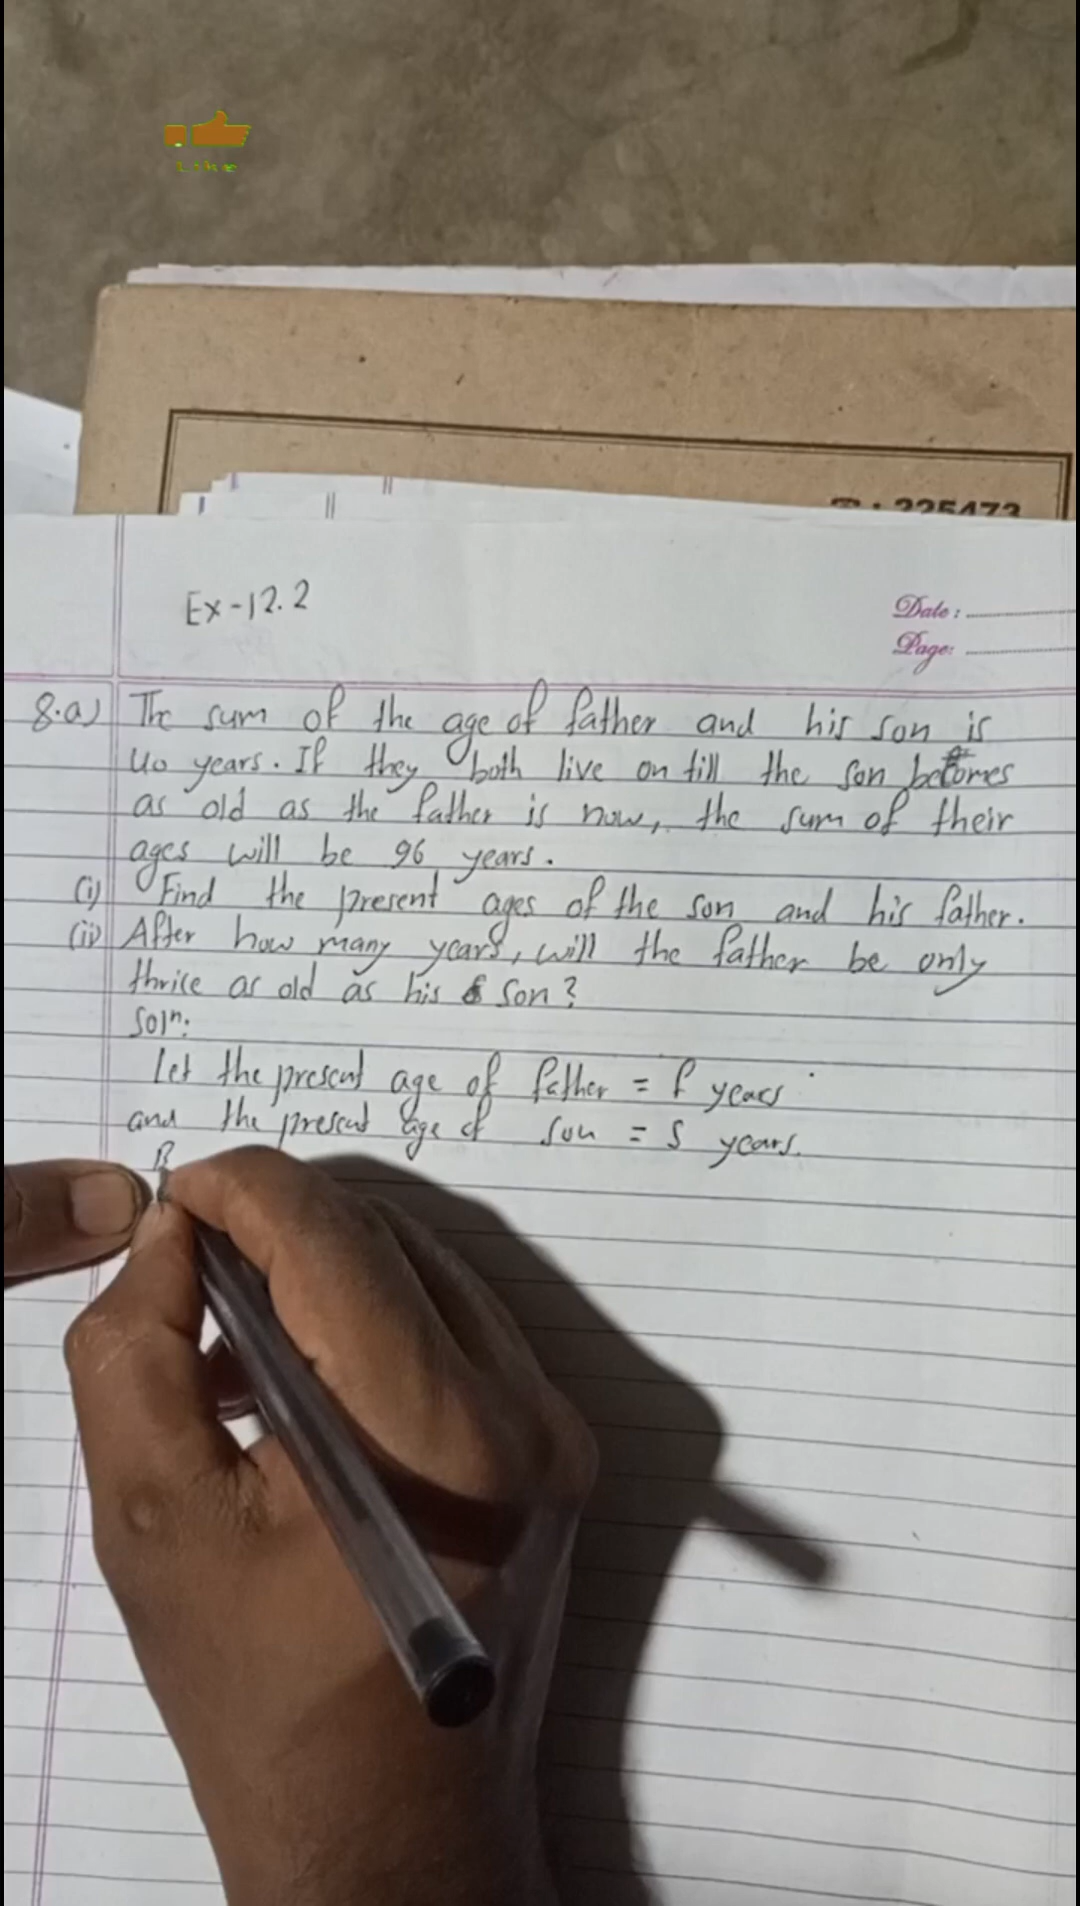 Like
☎ : 225473
Ex-12.2
Date :
Page:
8.a) The sum of the age of father and his son is
40 years. If they both live on till the son becomes
as old as the father is now, the sum of their
ages will be 96 years.
(i) Find the present ages of the son and his father.
(ii) After how many years, will the father be only
thrice as old as his son?
Soln:
Let the present age of father = f years
and the present age of son = s years.